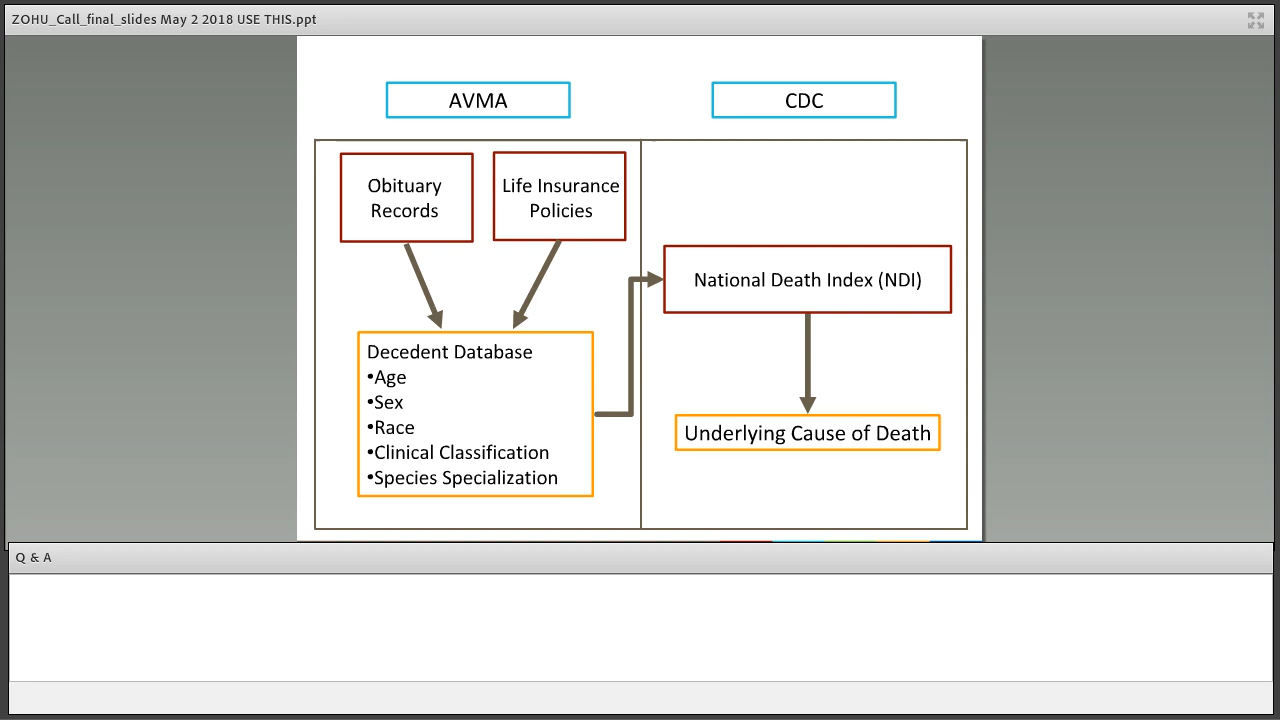 ZOHU_Call_final_slides May 2 2018 USE THIS.ppt
AVMA
CDC
Obituary
Records
Life Insurance
Policies
National Death Index (NDI)
Decedent Database
•Age
•Sex
•Race
•Clinical Classification
•Species Specialization
Underlying Cause of Death
Q & A